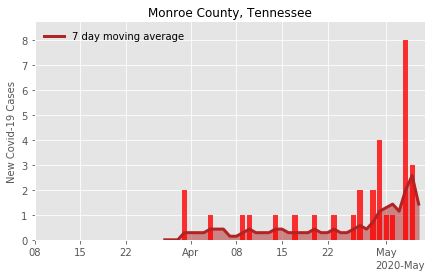 Monroe County, Tennessee
7 day moving average
New Covid-19 Cases
8
7
6
5
4
3
2
1
0
08 15 22 Apr 08 15 22 May
2020-May